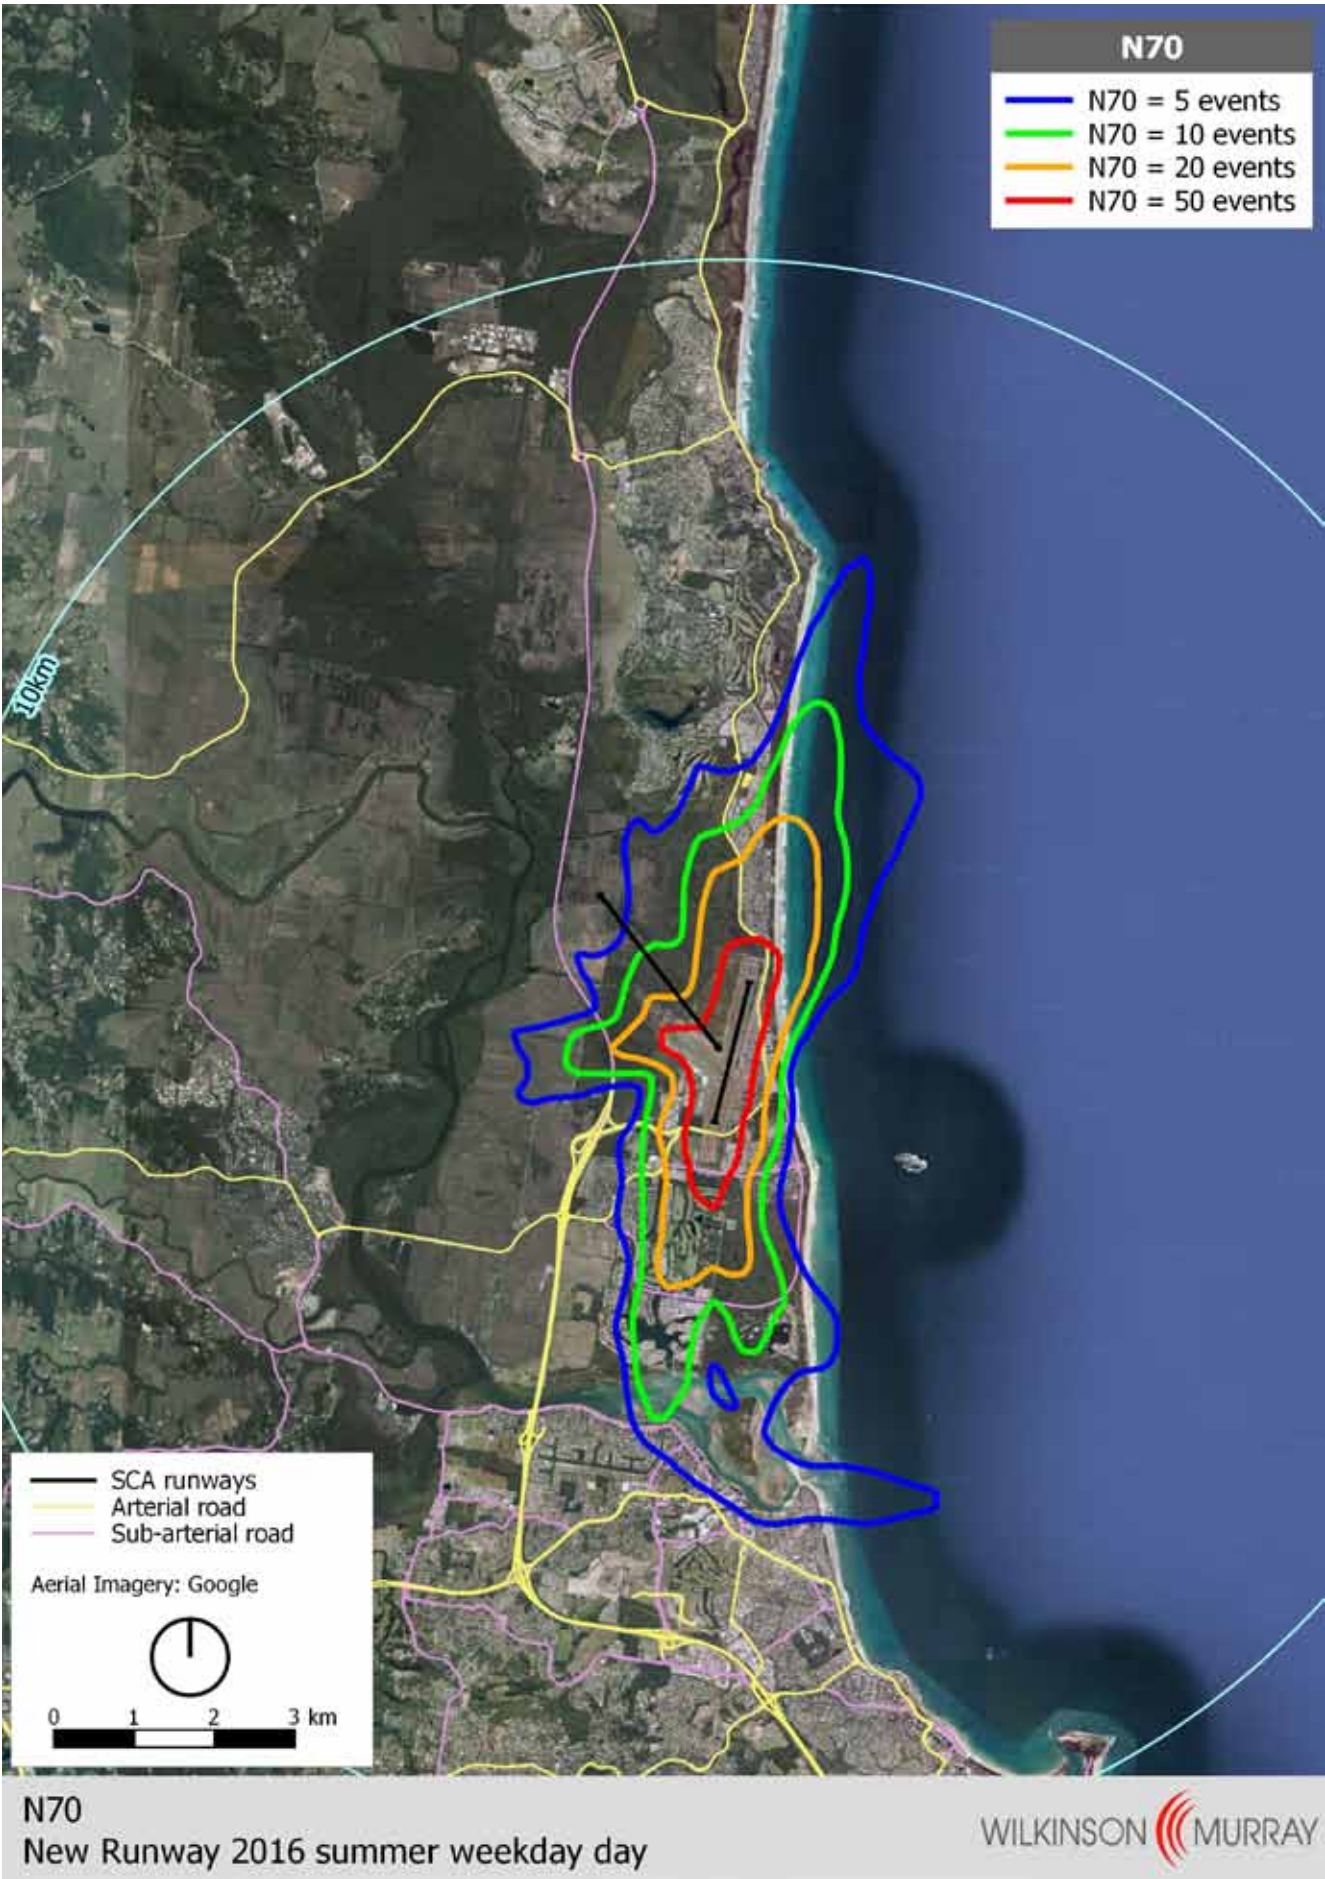 N70
N70 = 5 events
N70 = 10 events
N70 = 20 events
N70 = 50 events
10km
SCA runways
Arterial road
Sub-arterial road
Aerial Imagery: Google
0 1 2 3 km
N70
New Runway 2016 summer weekday day
WILKINSON MURRAY